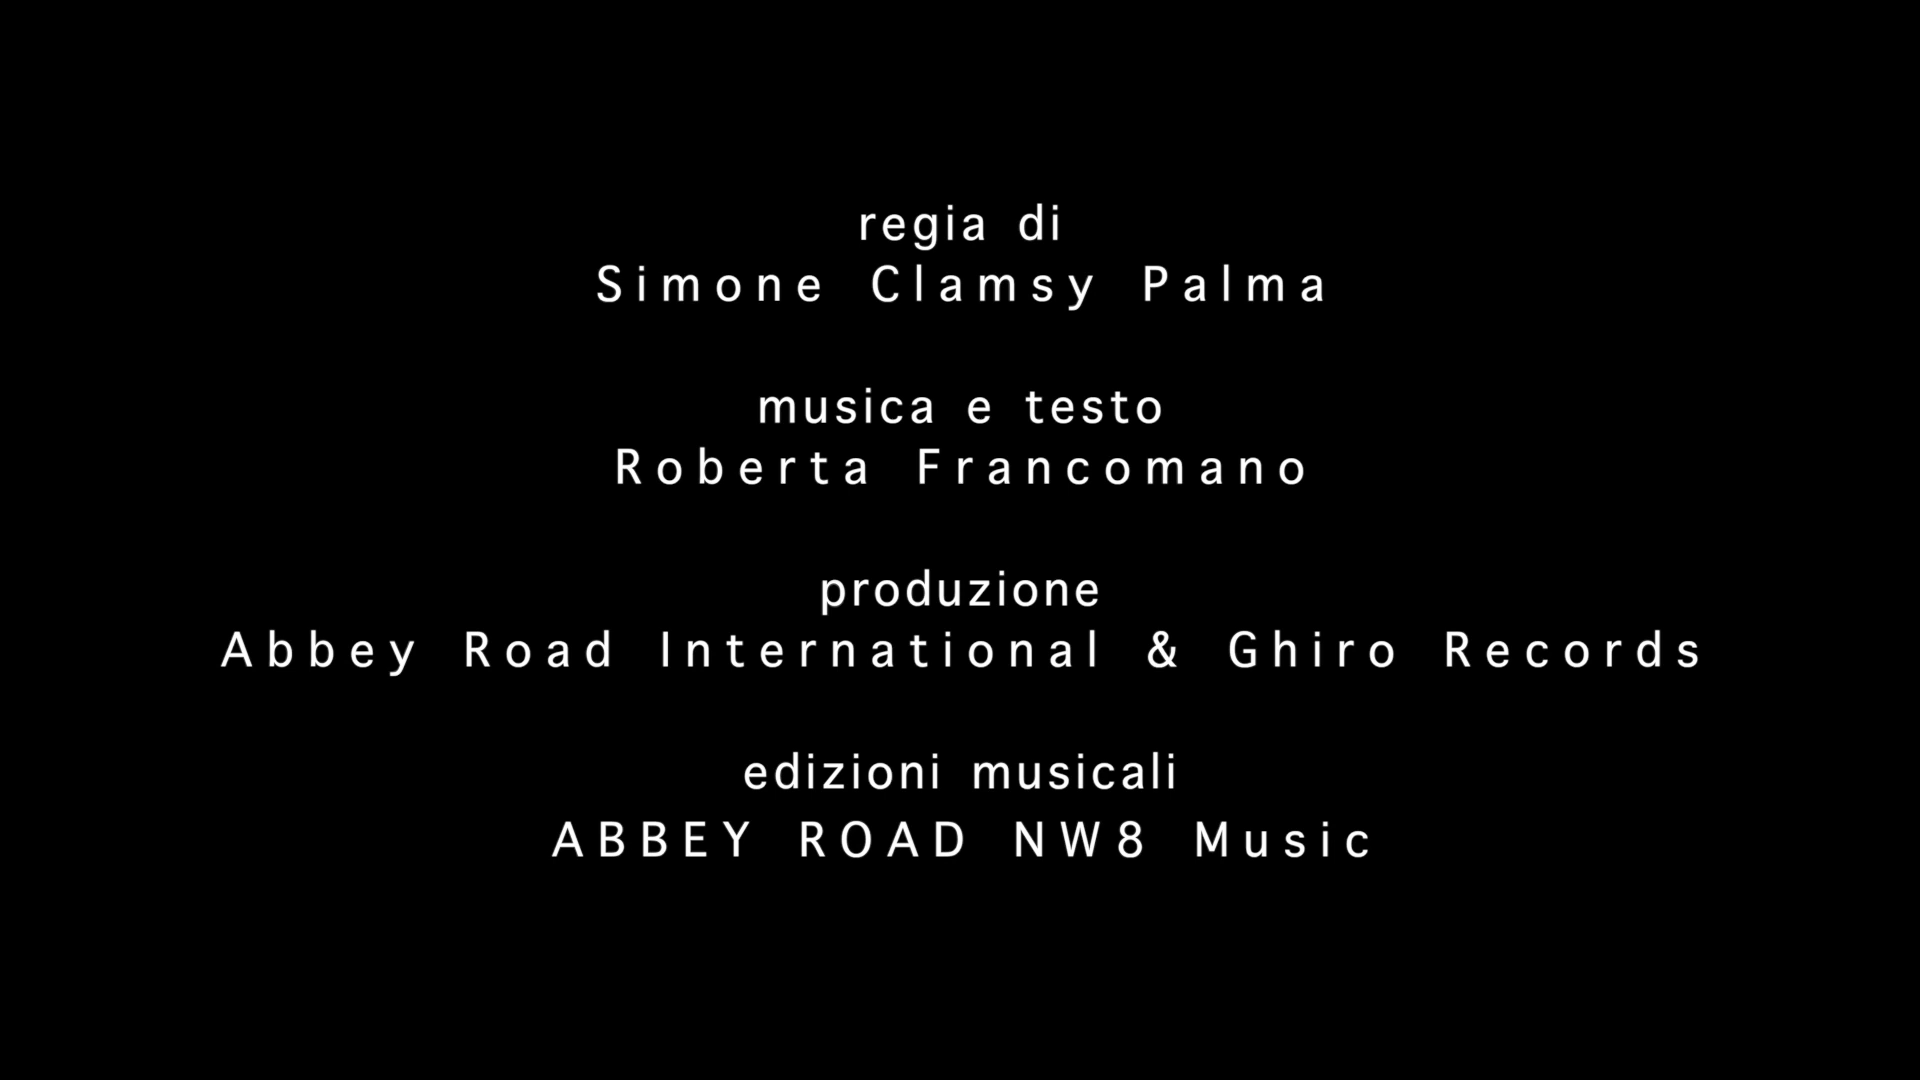 regia di
Simone Clamsy Palma
musica e testo
Roberta Francomano
produzione
Abbey Road International & Ghiro Records
edizioni musicali
ABBEY ROAD NW8 Music